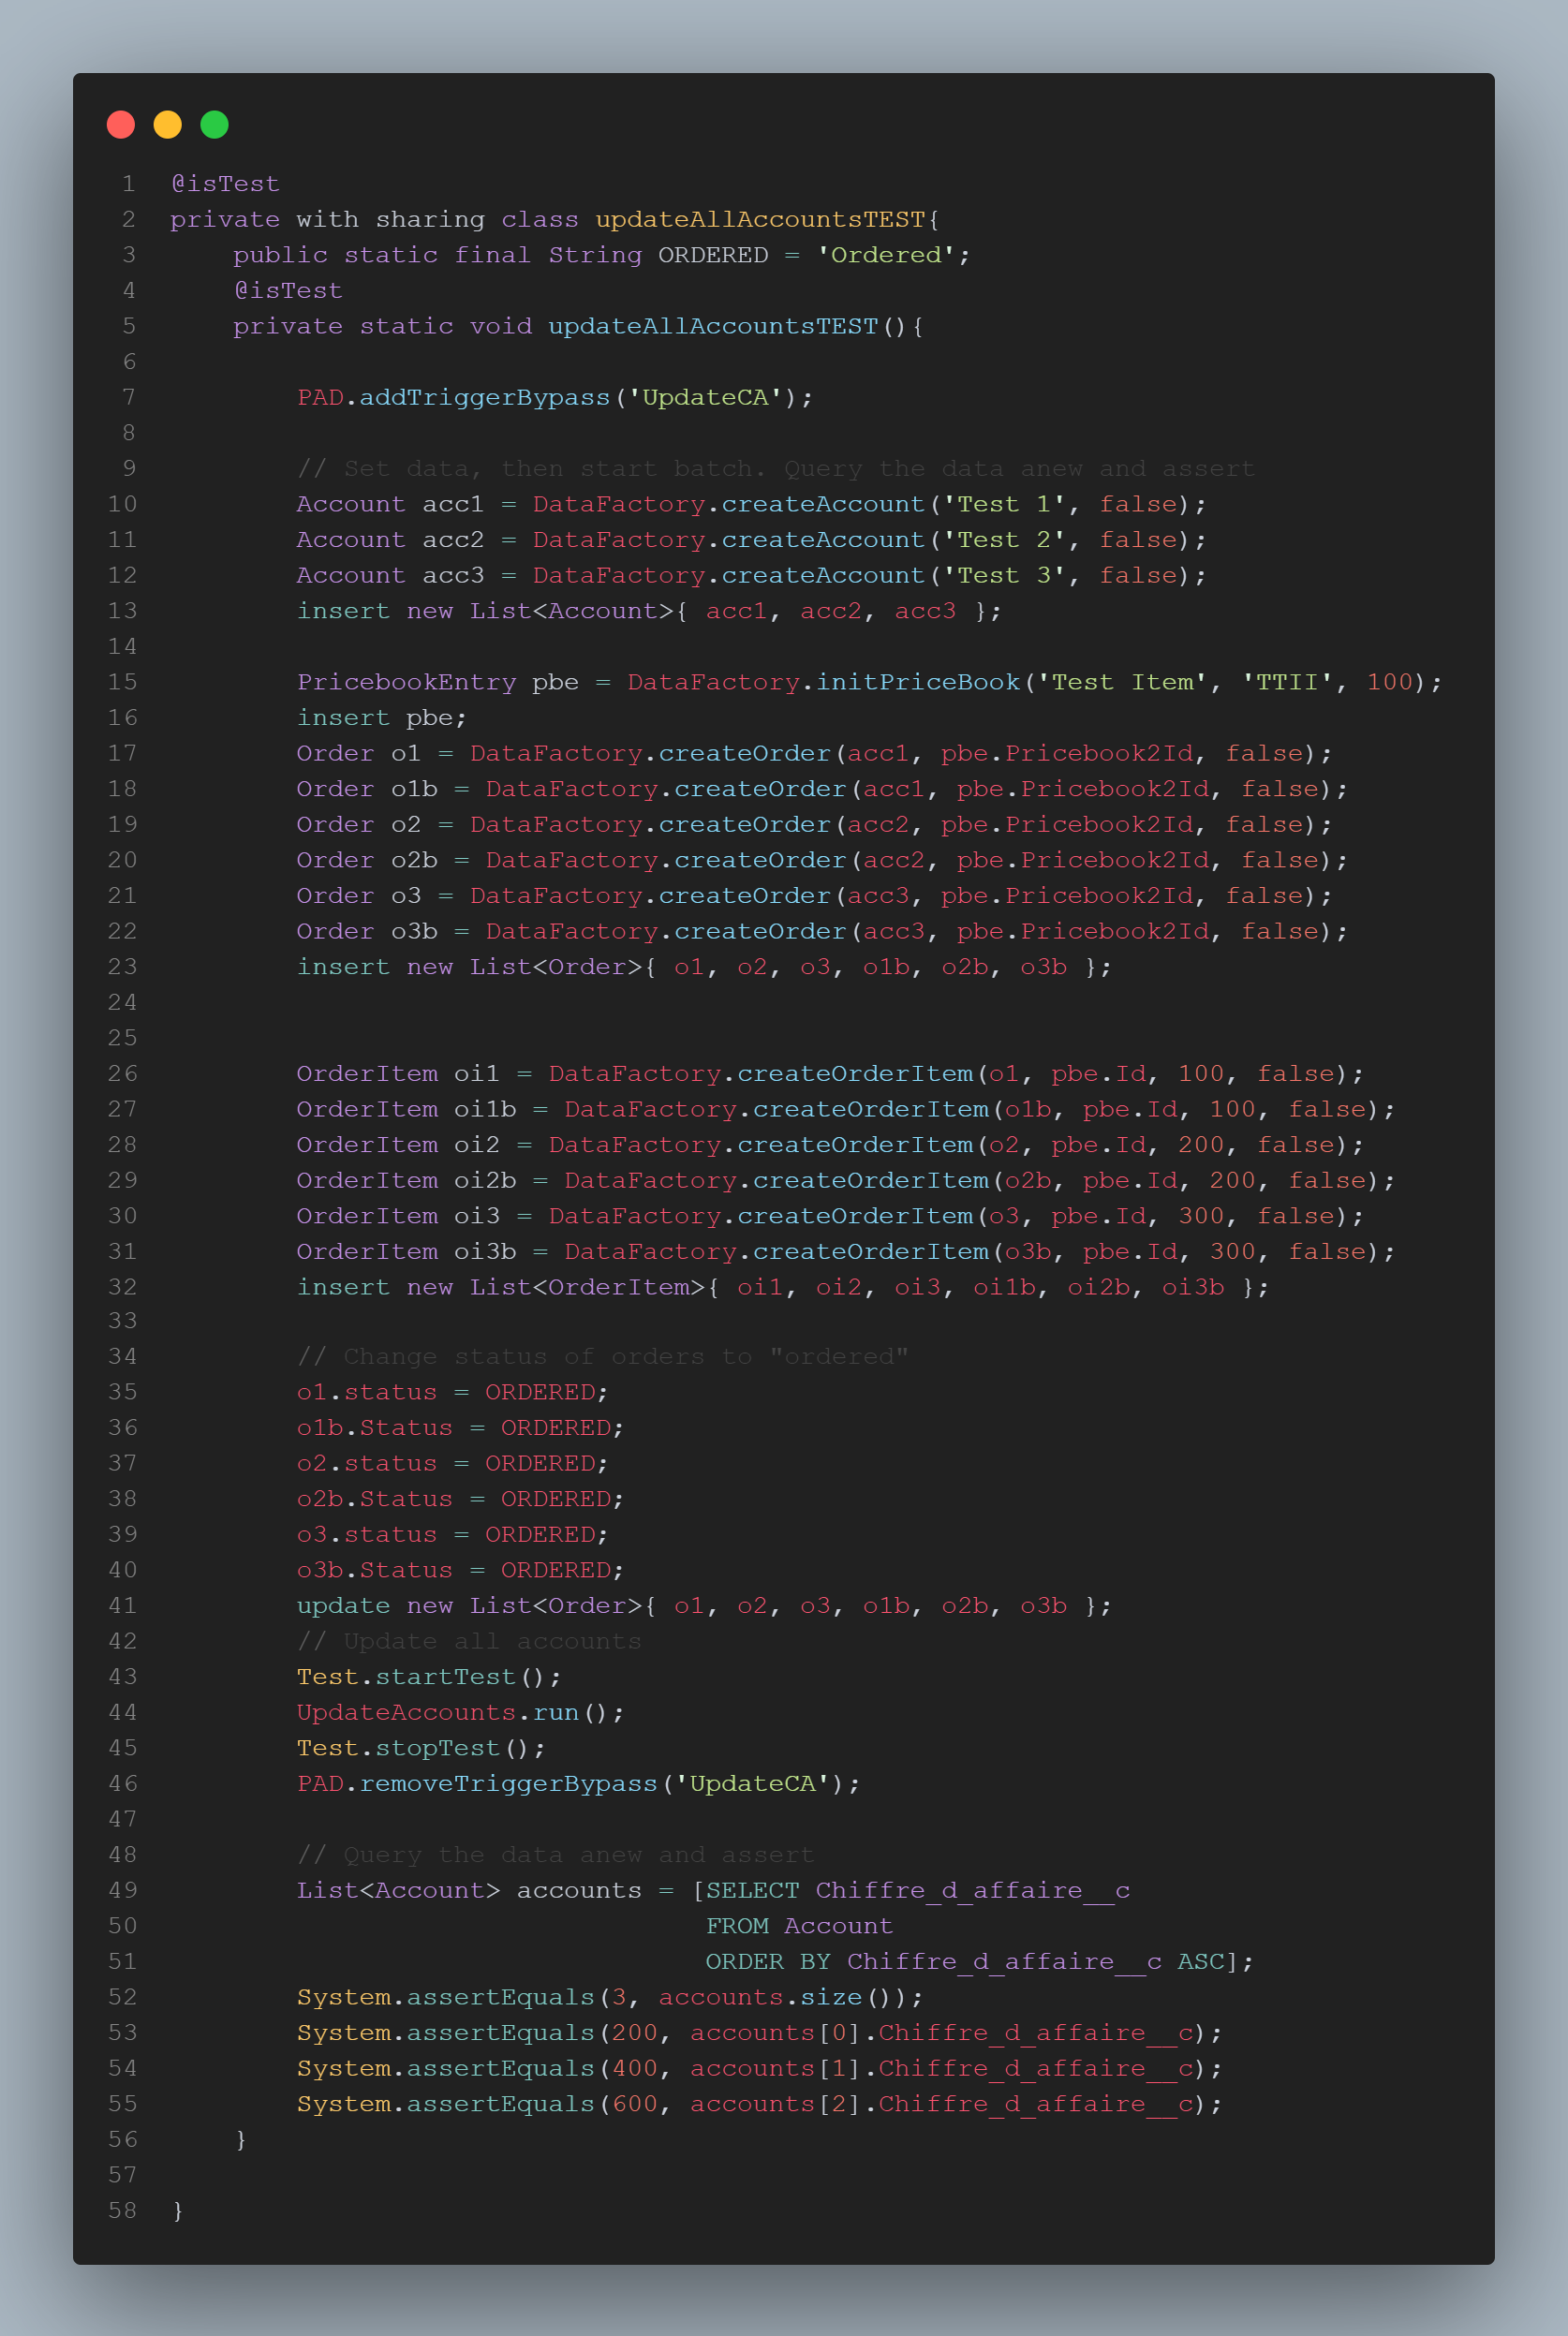 1 @isTest
2 private with sharing class updateAllAccountsTEST{
3     public static final String ORDERED = 'Ordered';
4     @isTest
5     private static void updateAllAccountsTEST(){
6
7         PAD.addTriggerBypass('UpdateCA');
8
9         // Set data, then start batch. Query the data anew and assert
10         Account acc1 = DataFactory.createAccount('Test 1', false);
11         Account acc2 = DataFactory.createAccount('Test 2', false);
12         Account acc3 = DataFactory.createAccount('Test 3', false);
13         insert new List<Account>{ acc1, acc2, acc3 };
14
15         PricebookEntry pbe = DataFactory.initPriceBook('Test Item', 'TTII', 100);
16         insert pbe;
17         Order o1 = DataFactory.createOrder(acc1, pbe.Pricebook2Id, false);
18         Order o1b = DataFactory.createOrder(acc1, pbe.Pricebook2Id, false);
19         Order o2 = DataFactory.createOrder(acc2, pbe.Pricebook2Id, false);
20         Order o2b = DataFactory.createOrder(acc2, pbe.Pricebook2Id, false);
21         Order o3 = DataFactory.createOrder(acc3, pbe.Pricebook2Id, false);
22         Order o3b = DataFactory.createOrder(acc3, pbe.Pricebook2Id, false);
23         insert new List<Order>{ o1, o2, o3, o1b, o2b, o3b };
24
25
26         OrderItem oi1 = DataFactory.createOrderItem(o1, pbe.Id, 100, false);
27         OrderItem oi1b = DataFactory.createOrderItem(o1b, pbe.Id, 100, false);
28         OrderItem oi2 = DataFactory.createOrderItem(o2, pbe.Id, 200, false);
29         OrderItem oi2b = DataFactory.createOrderItem(o2b, pbe.Id, 200, false);
30         OrderItem oi3 = DataFactory.createOrderItem(o3, pbe.Id, 300, false);
31         OrderItem oi3b = DataFactory.createOrderItem(o3b, pbe.Id, 300, false);
32         insert new List<OrderItem>{ oi1, oi2, oi3, oi1b, oi2b, oi3b };
33
34         // Change status of orders to "ordered"
35         o1.status = ORDERED;
36         o1b.Status = ORDERED;
37         o2.status = ORDERED;
38         o2b.Status = ORDERED;
39         o3.status = ORDERED;
40         o3b.Status = ORDERED;
41         update new List<Order>{ o1, o2, o3, o1b, o2b, o3b };
42         // Update all accounts
43         Test.startTest();
44         UpdateAccounts.run();
45         Test.stopTest();
46         PAD.removeTriggerBypass('UpdateCA');
47
48         // Query the data anew and assert
49         List<Account> accounts = [SELECT Chiffre_d_affaire__c
50                                   FROM Account
51                                   ORDER BY Chiffre_d_affaire__c ASC];
52         System.assertEquals(3, accounts.size());
53         System.assertEquals(200, accounts[0].Chiffre_d_affaire__c);
54         System.assertEquals(400, accounts[1].Chiffre_d_affaire__c);
55         System.assertEquals(600, accounts[2].Chiffre_d_affaire__c);
56     }
57
58 }